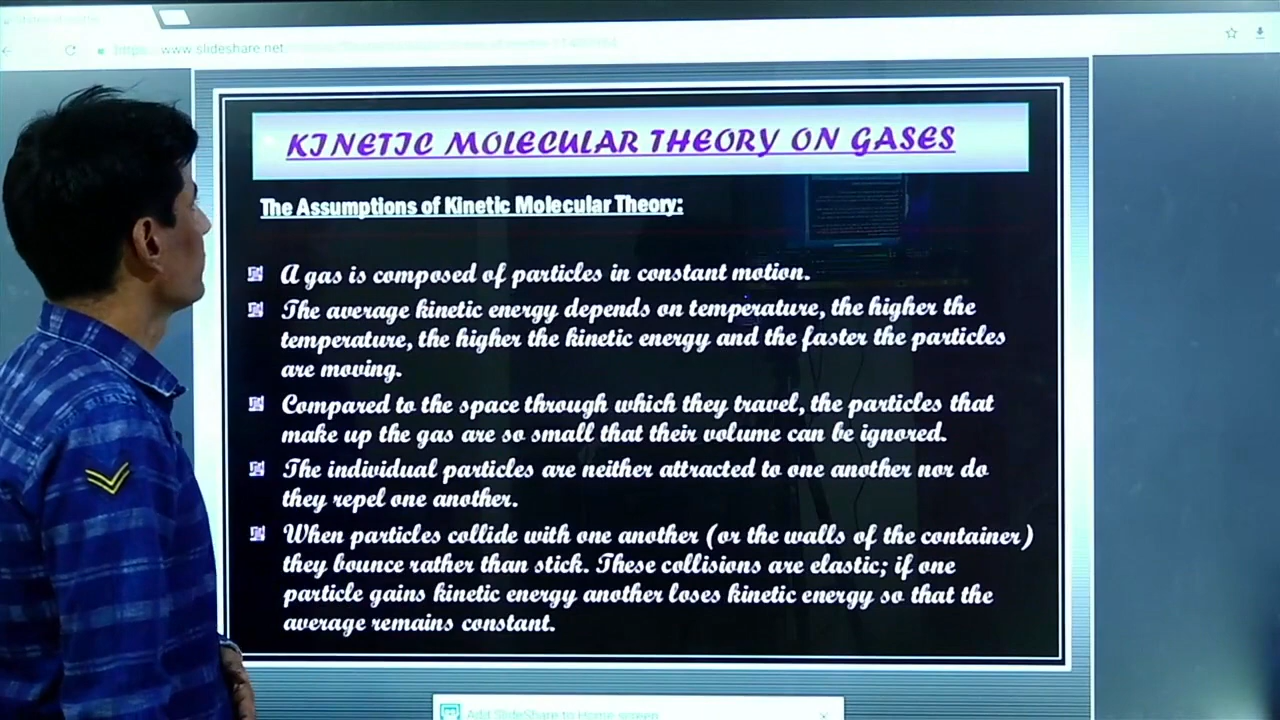 https www.slideshare.net
KINETIC MOLECULAR THEORY ON GASES
The Assumptions of Kinetic Molecular Theory:
A gas is composed of particles in constant motion.
The average kinetic energy depends on temperature, the higher the
temperature, the higher the kinetic energy and the faster the particles
are moving.
Compared to the space through which they travel, the particles that
make up the gas are so small that their volume can be ignored.
The individual particles are neither attracted to one another nor do
they repel one another.
When particles collide with one another (or the walls of the container)
they bounce rather than stick. These collisions are elastic; if one
particle gains kinetic energy another loses kinetic energy so that the
average remains constant.
Add SlideShare to Home screen